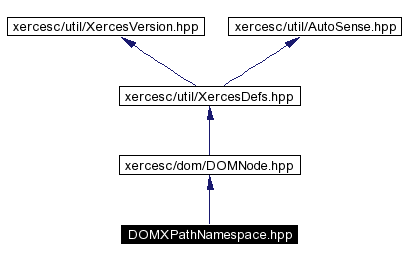 xercesc/util/XercesVersion.hpp
xercesc/util/AutoSense.hpp
xercesc/util/XercesDefs.hpp
xercesc/dom/DOMNode.hpp
DOMXPathNamespace.hpp